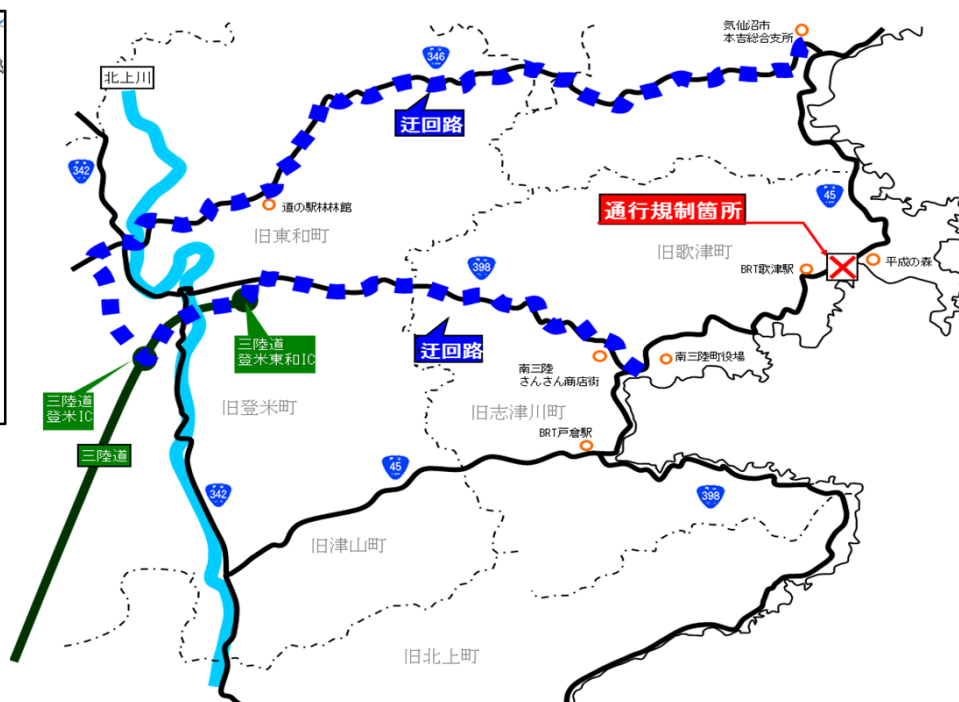 気仙沼市
本吉総合支所
346
北上川
迂回路
342
道の駅林林館
旧東和町
通行規制箇所
45
旧歌津町
398
BRT歌津駅
平成の森
迂回路
三陸道
登米東和IC
南三陸
さんさん商店街
南三陸町役場
三陸道
登米IC
旧登米町
旧志津川町
BRT戸倉駅
三陸道
45
342
398
旧津山町
旧北上町